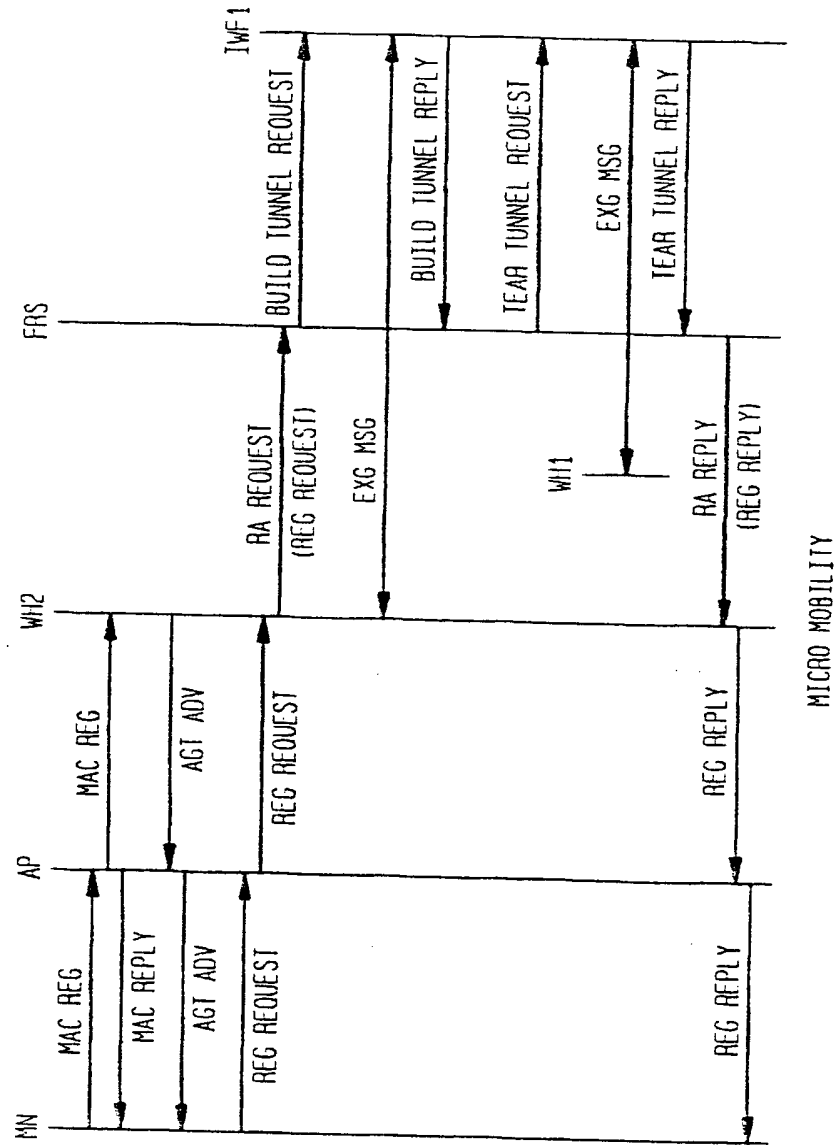 MN
AP
WH2
FRS
IWF1
MAC REG
MAC REPLY
MAC REG
AGT ADV
AGT ADV
REG REQUEST
REG REQUEST
RA REQUEST
(REG REQUEST)
BUILD TUNNEL REQUEST
EXG MSG
BUILD TUNNEL REPLY
TEAR TUNNEL REQUEST
WH1
EXG MSG
TEAR TUNNEL REPLY
RA REPLY
(REG REPLY)
REG REPLY
REG REPLY
MICRO MOBILITY